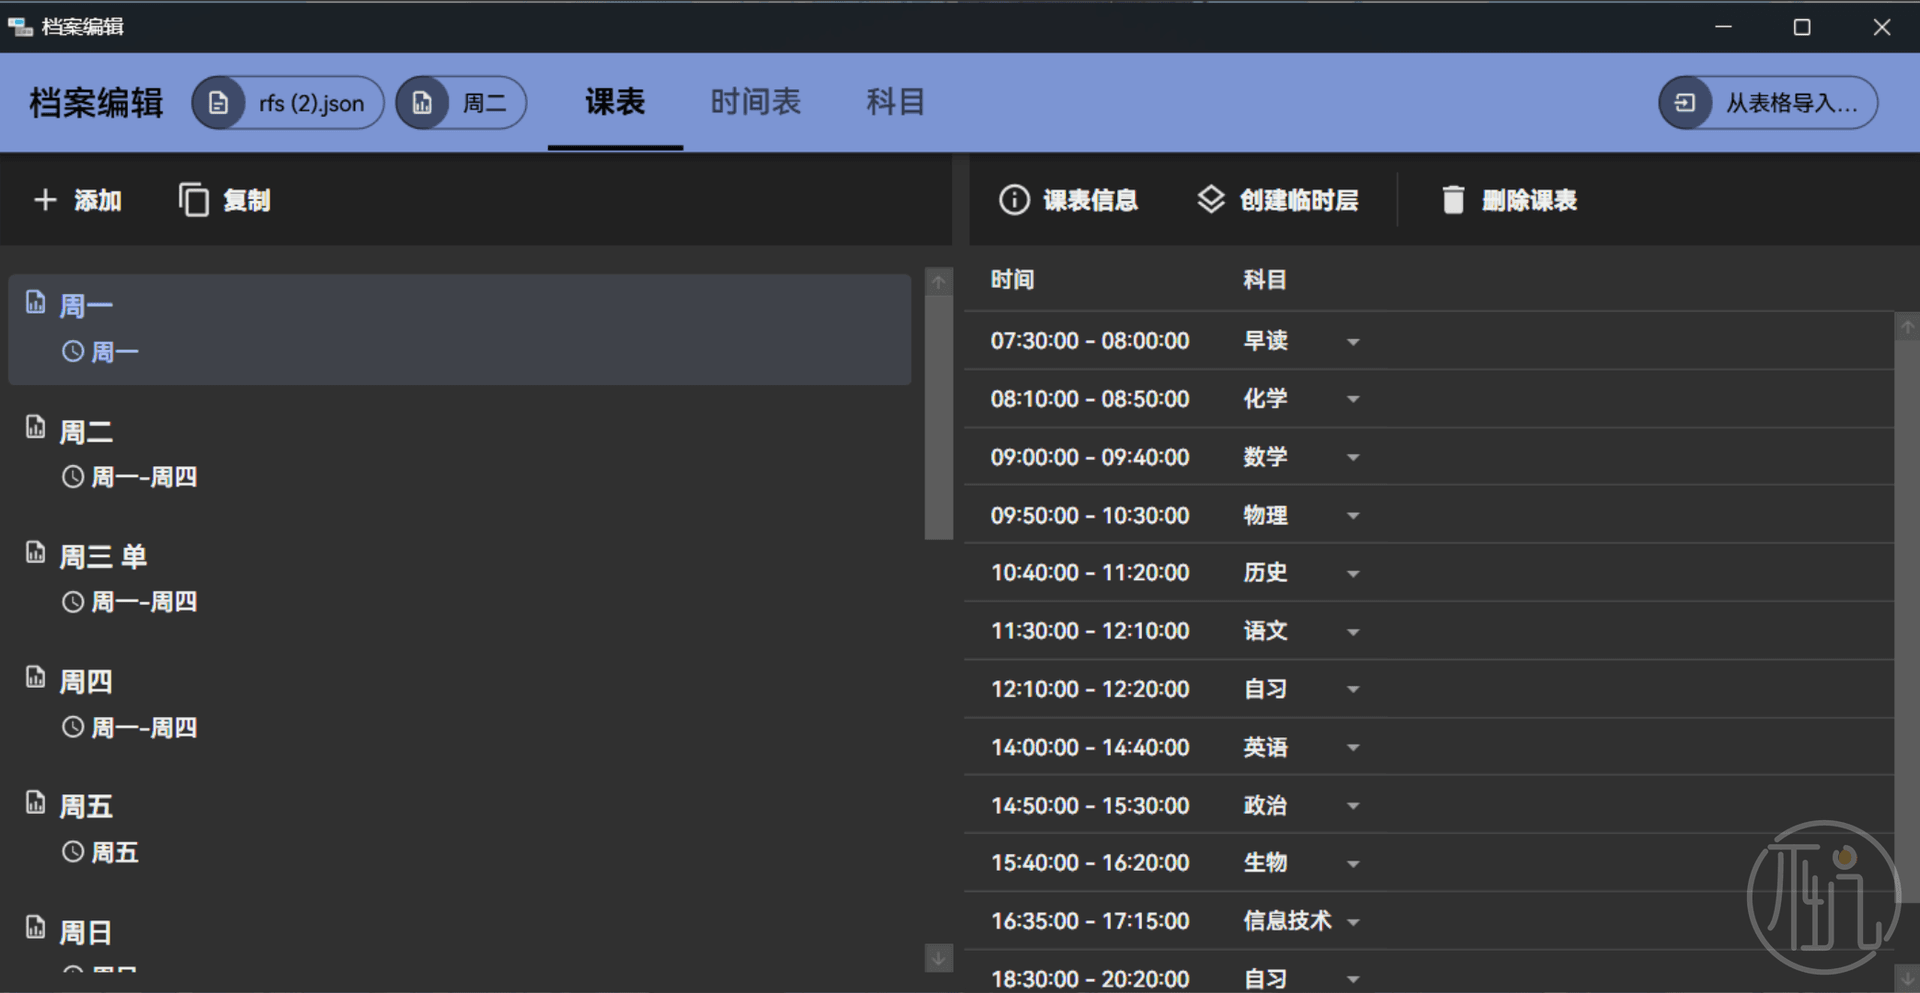 档案编辑
档案编辑
rfs (2).json
周二
课表
时间表
科目
从表格导入...
添加
复制
课表信息
创建临时层
删除课表
周一
周一
周二
周一-周四
周三 单
周一-周四
周四
周一-周四
周五
周五
周日
时间 科目
07:30:00 - 08:00:00 早读
08:10:00 - 08:50:00 化学
09:00:00 - 09:40:00 数学
09:50:00 - 10:30:00 物理
10:40:00 - 11:20:00 历史
11:30:00 - 12:10:00 语文
12:10:00 - 12:20:00 自习
14:00:00 - 14:40:00 英语
14:50:00 - 15:30:00 政治
15:40:00 - 16:20:00 生物
16:35:00 - 17:15:00 信息技术
18:30:00 - 20:20:00 自习